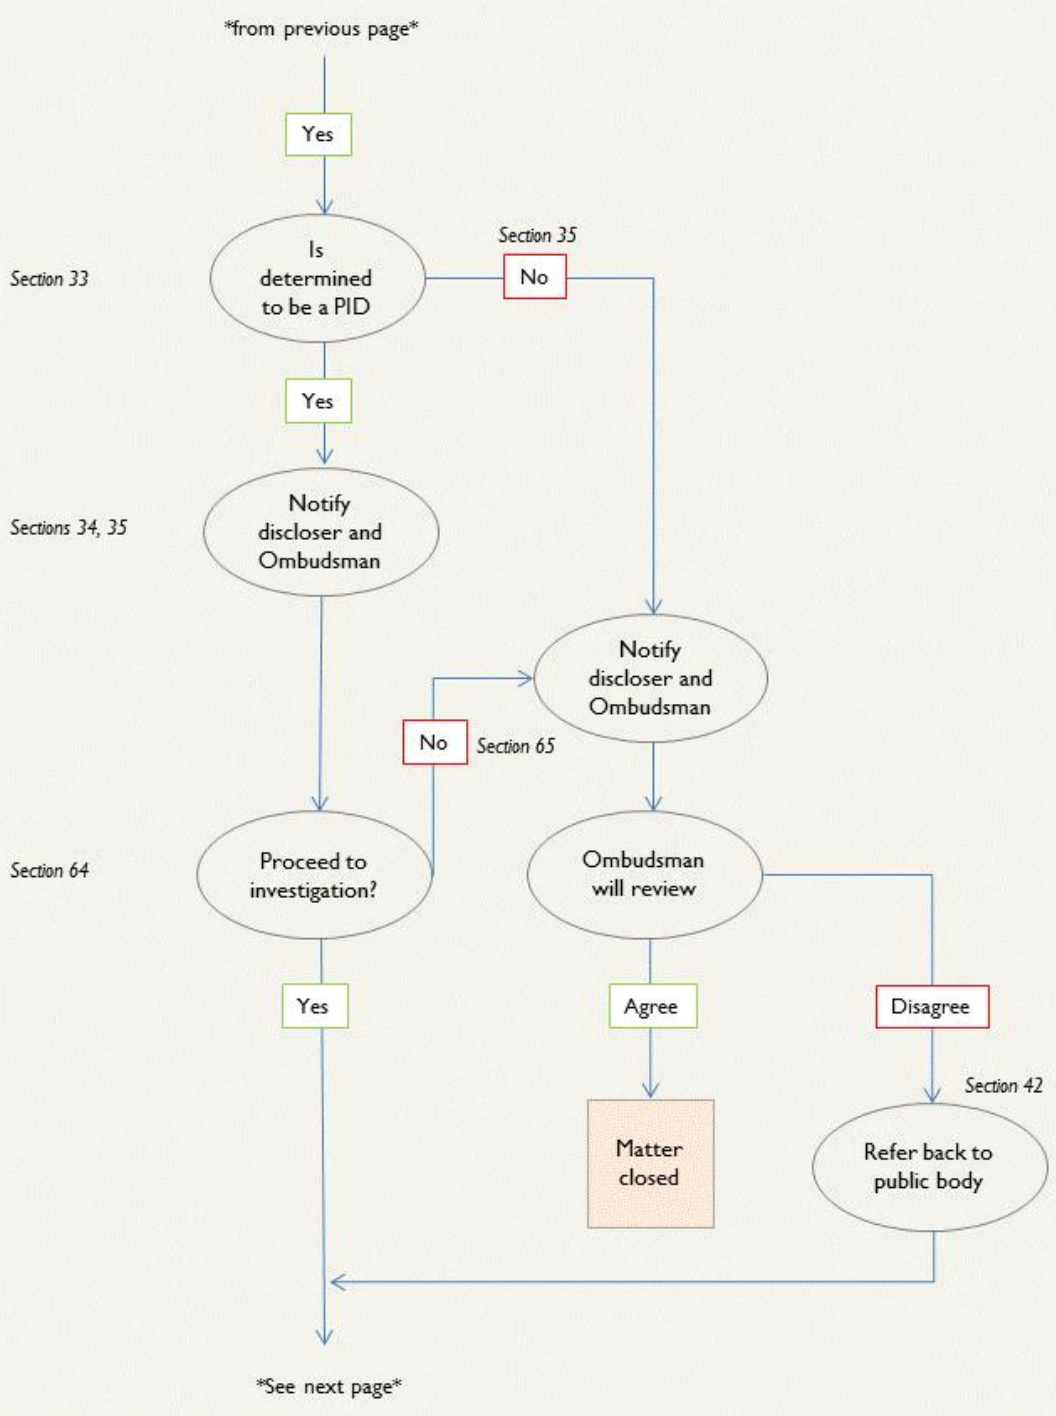 *from previous page*
Yes
Section 35
Is
determined
to be a PID
Section 33
No
Yes
Notify
discloser and
Ombudsman
Sections 34, 35
Notify
discloser and
Ombudsman
No
Section 65
Proceed to
investigation?
Section 64
Ombudsman
will review
Yes
Agree
Disagree
Section 42
Matter
closed
Refer back to
public body
*See next page*